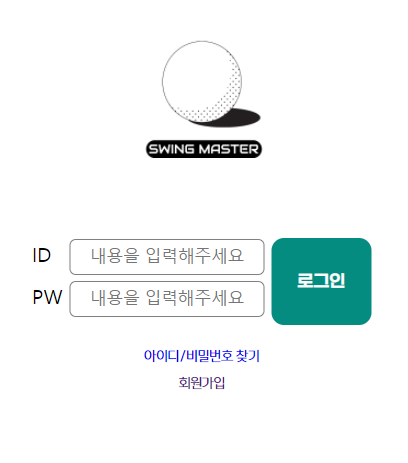 SWING MASTER
ID 내용을 입력해주세요
PW 내용을 입력해주세요
로그인
아이디/비밀번호 찾기
회원가입